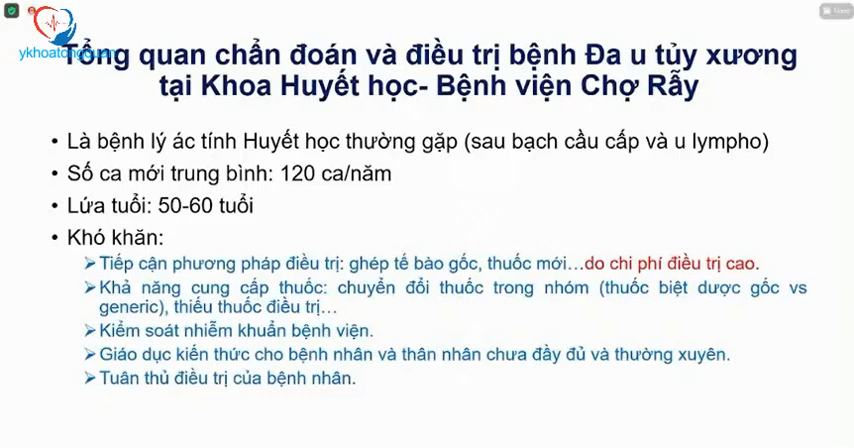 ykhoatongquan
Tổng quan chẩn đoán và điều trị bệnh Đa u tủy xương
tại Khoa Huyết học- Bệnh viện Chợ Rẫy
• Là bệnh lý ác tính Huyết học thường gặp (sau bạch cầu cấp và u lympho)
• Số ca mới trung bình: 120 ca/năm
• Lứa tuổi: 50-60 tuổi
• Khó khăn:
➢Tiếp cận phương pháp điều trị: ghép tế bào gốc, thuốc mới…do chi phí điều trị cao.
➢Khả năng cung cấp thuốc: chuyển đổi thuốc trong nhóm (thuốc biệt dược gốc vs
generic), thiếu thuốc điều trị…
➢Kiểm soát nhiễm khuẩn bệnh viện.
➢Giáo dục kiến thức cho bệnh nhân và thân nhân chưa đầy đủ và thường xuyên.
➢Tuân thủ điều trị của bệnh nhân.